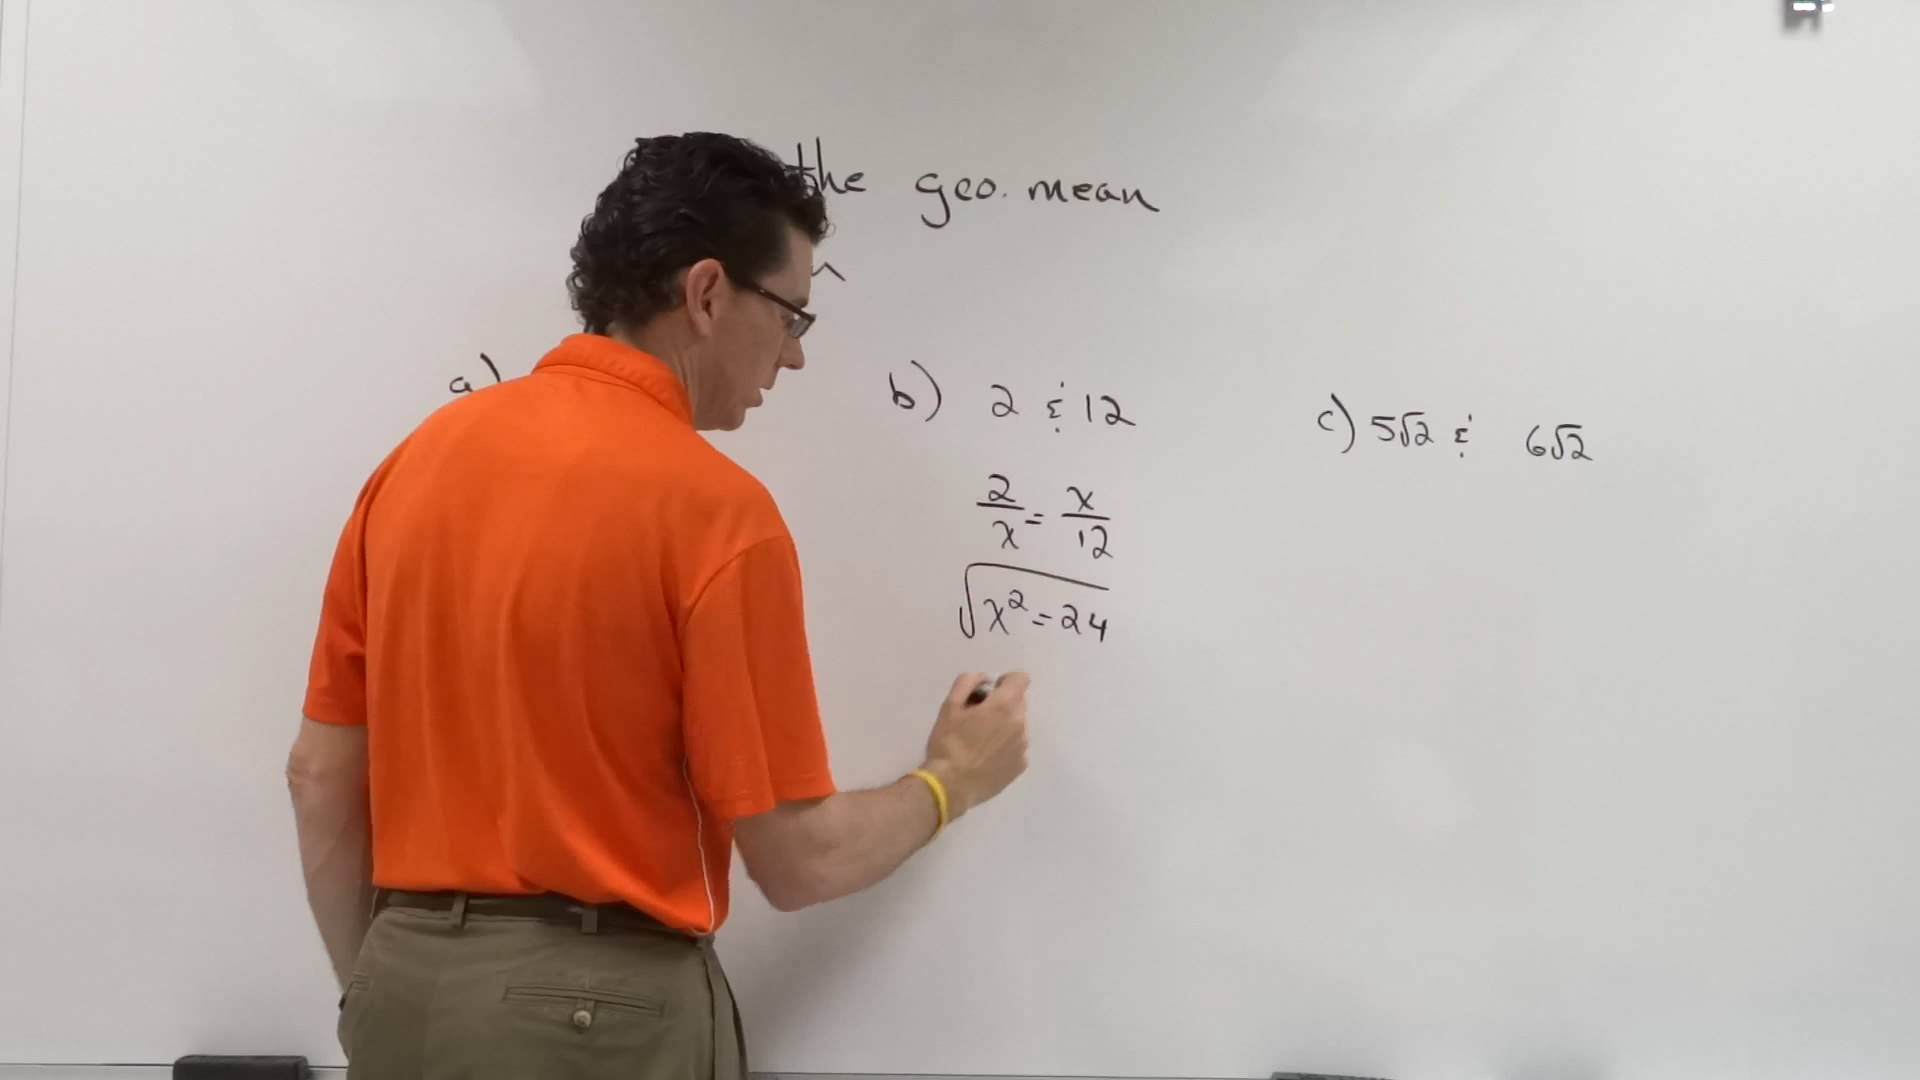 the geo. mean
a)
b) 2 & 12
2/x = x/12
√x² = 24
c) 5√2 & 6√2